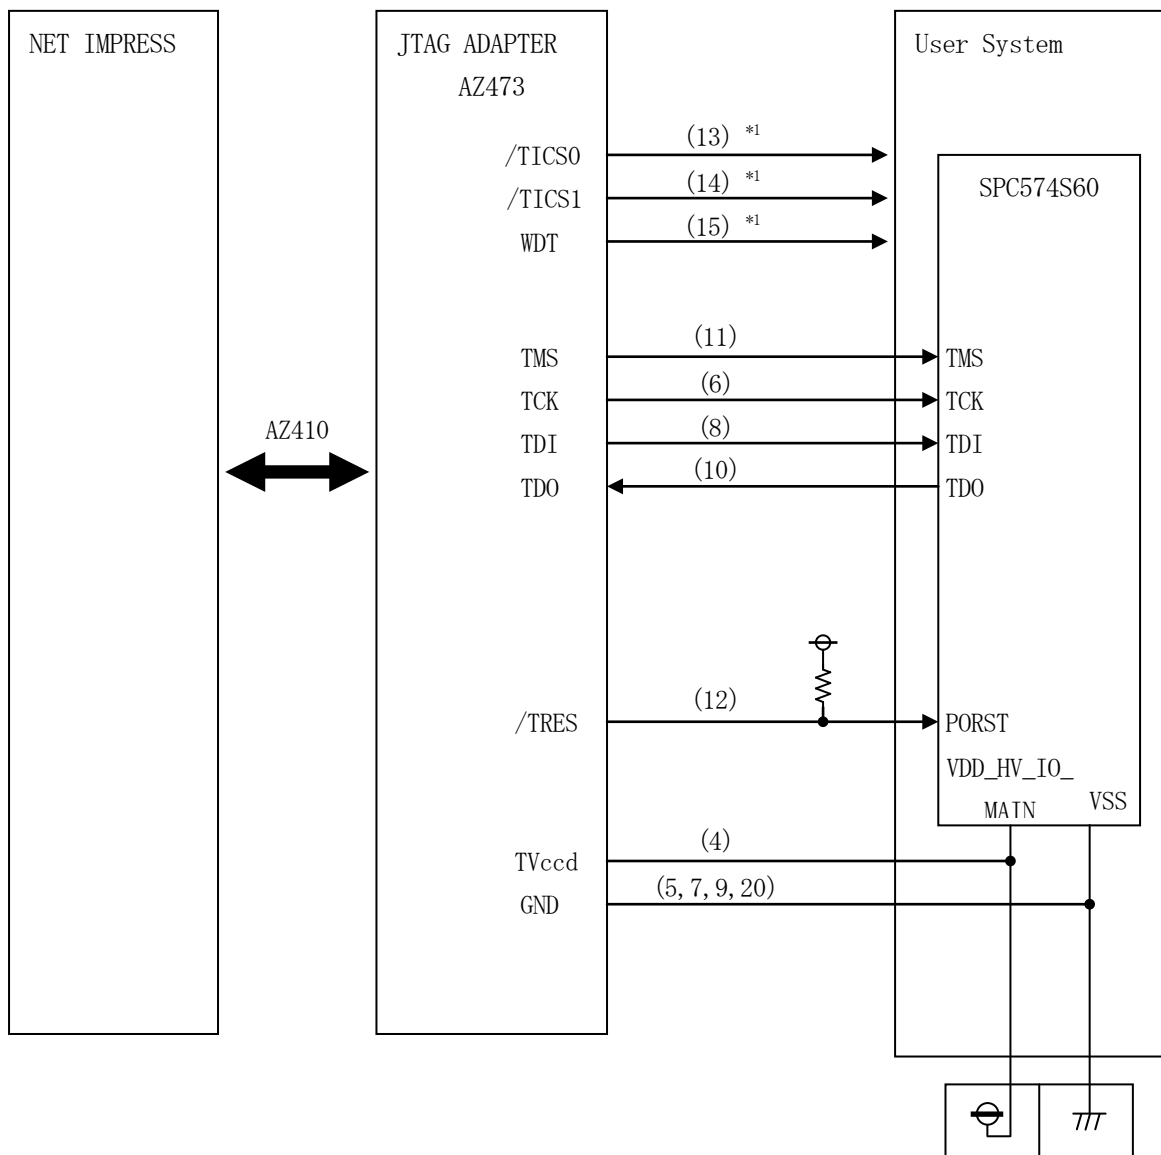 NET IMPRESS
JTAG ADAPTER
AZ473
User System
/TICS0
(13) *1
/TICS1
(14) *1
WDT
(15) *1
SPC574S60
TMS
(11)
TMS
TCK
(6)
TCK
AZ410
TDI
(8)
TDI
TDO
(10)
TDO
/TRES
(12)
PORST
VDD_HV_IO_
MAIN
VSS
TVccd
(4)
GND
(5,7,9,20)